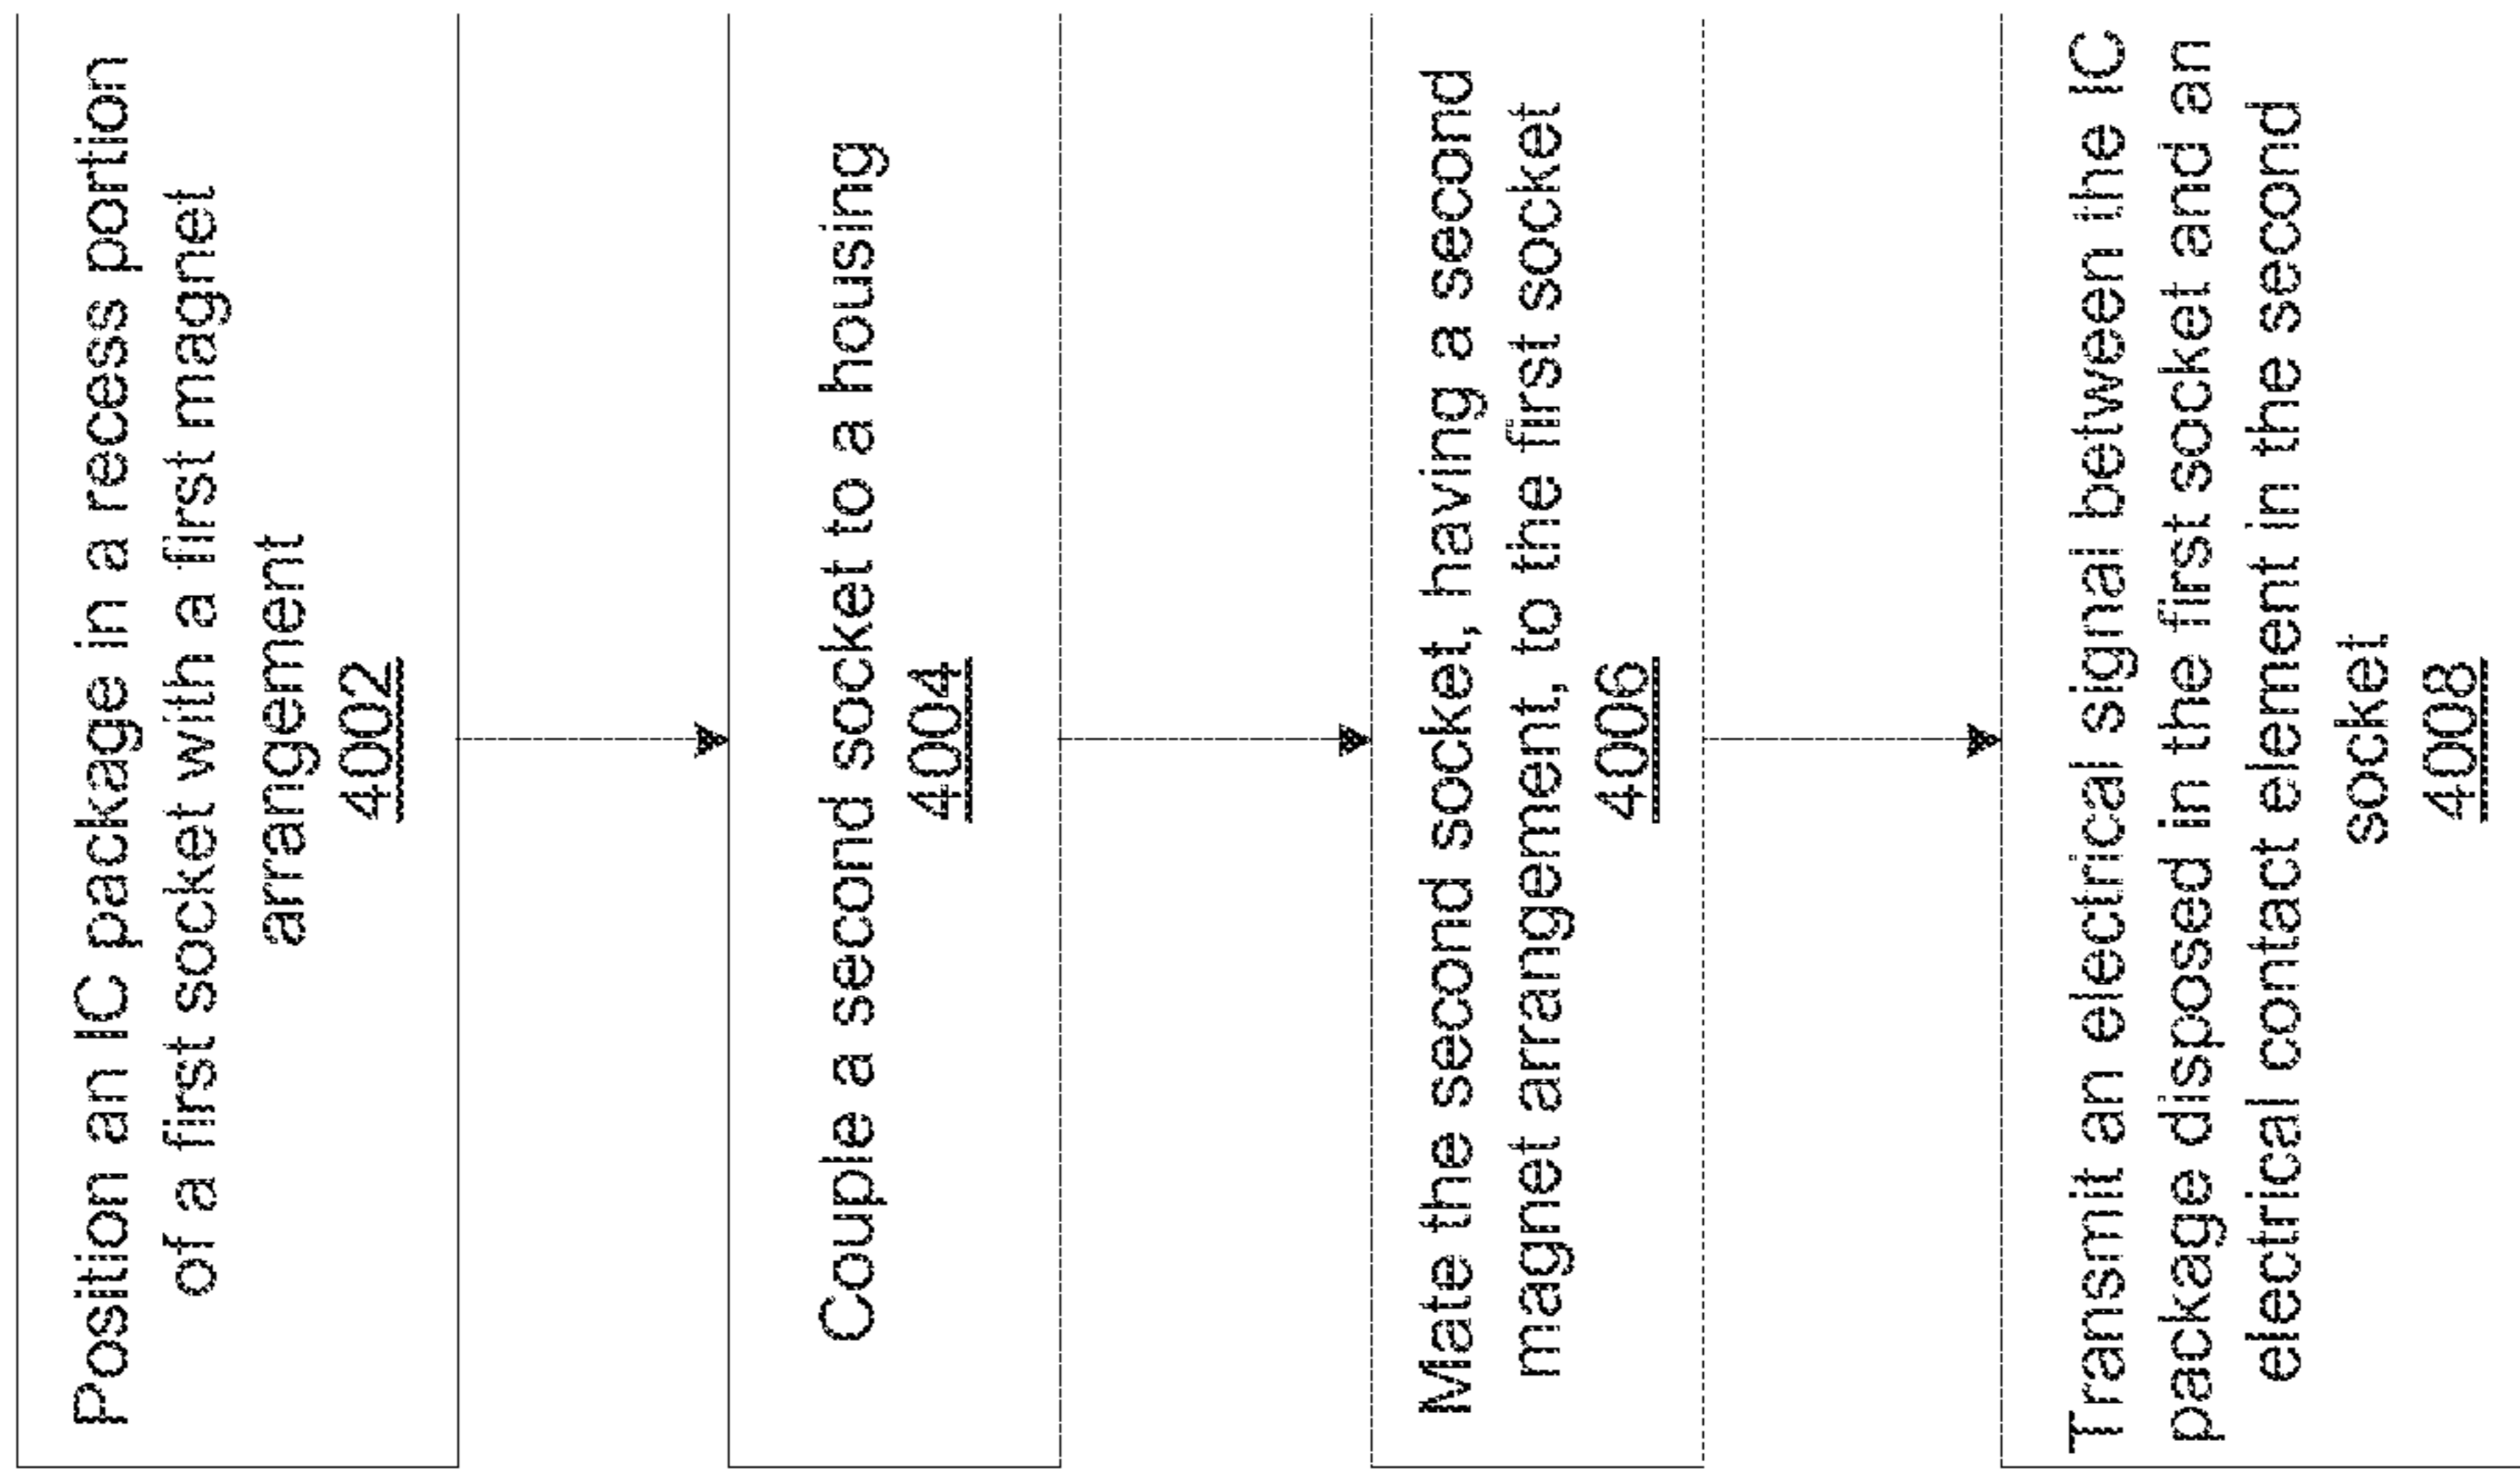 Position an IC package in a recess portion
of a first socket with a first magnet
arrangement
4002
Couple a second socket to a housing
4004
Mate the second socket, having a second
magnet arrangement, to the first socket
4006
Transmit an electrical signal between the IC
package disposed in the first socket and an
electrical contact element in the second
socket
4008